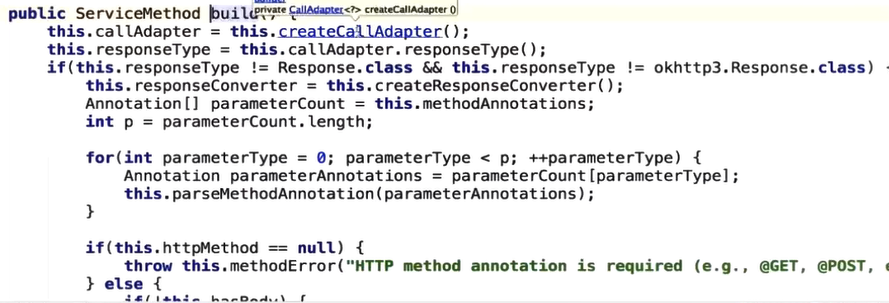 private CallAdapter<?> createCallAdapter ()
public ServiceMethod build() {
this.callAdapter = this.createCallAdapter();
this.responseType = this.callAdapter.responseType();
if(this.responseType != Response.class && this.responseType != okhttp3.Response.class) {
this.responseConverter = this.createResponseConverter();
Annotation[] parameterCount = this.methodAnnotations;
int p = parameterCount.length;
for(int parameterType = 0; parameterType < p; ++parameterType) {
Annotation parameterAnnotations = parameterCount[parameterType];
this.parseMethodAnnotation(parameterAnnotations);
}
if(this.httpMethod == null) {
throw this.methodError("HTTP method annotation is required (e.g., @GET, @POST,
} else {
if(!this.hasBody) {